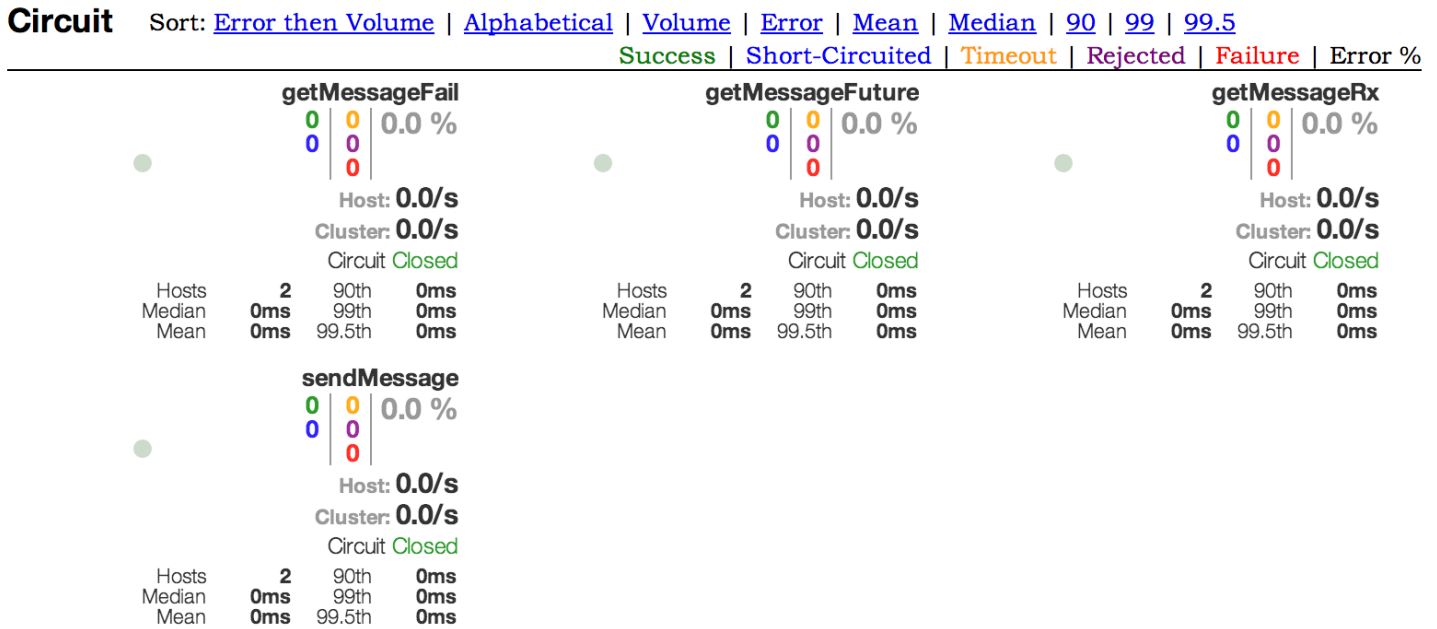 Circuit Sort: Error then Volume | Alphabetical | Volume | Error | Mean | Median | 90 | 99 | 99.5
Success | Short-Circuited | Timeout | Rejected | Failure | Error %
getMessageFail
0 0 0.0 %
0 0
0
Host: 0.0/s
Cluster: 0.0/s
Circuit Closed
Hosts 2 90th 0ms
Median 0ms 99th 0ms
Mean 0ms 99.5th 0ms
getMessageFuture
0 0 0.0 %
0 0
0
Host: 0.0/s
Cluster: 0.0/s
Circuit Closed
Hosts 2 90th 0ms
Median 0ms 99th 0ms
Mean 0ms 99.5th 0ms
getMessageRx
0 0 0.0 %
0 0
0
Host: 0.0/s
Cluster: 0.0/s
Circuit Closed
Hosts 2 90th 0ms
Median 0ms 99th 0ms
Mean 0ms 99.5th 0ms
sendMessage
0 0 0.0 %
0 0
0
Host: 0.0/s
Cluster: 0.0/s
Circuit Closed
Hosts 2 90th 0ms
Median 0ms 99th 0ms
Mean 0ms 99.5th 0ms